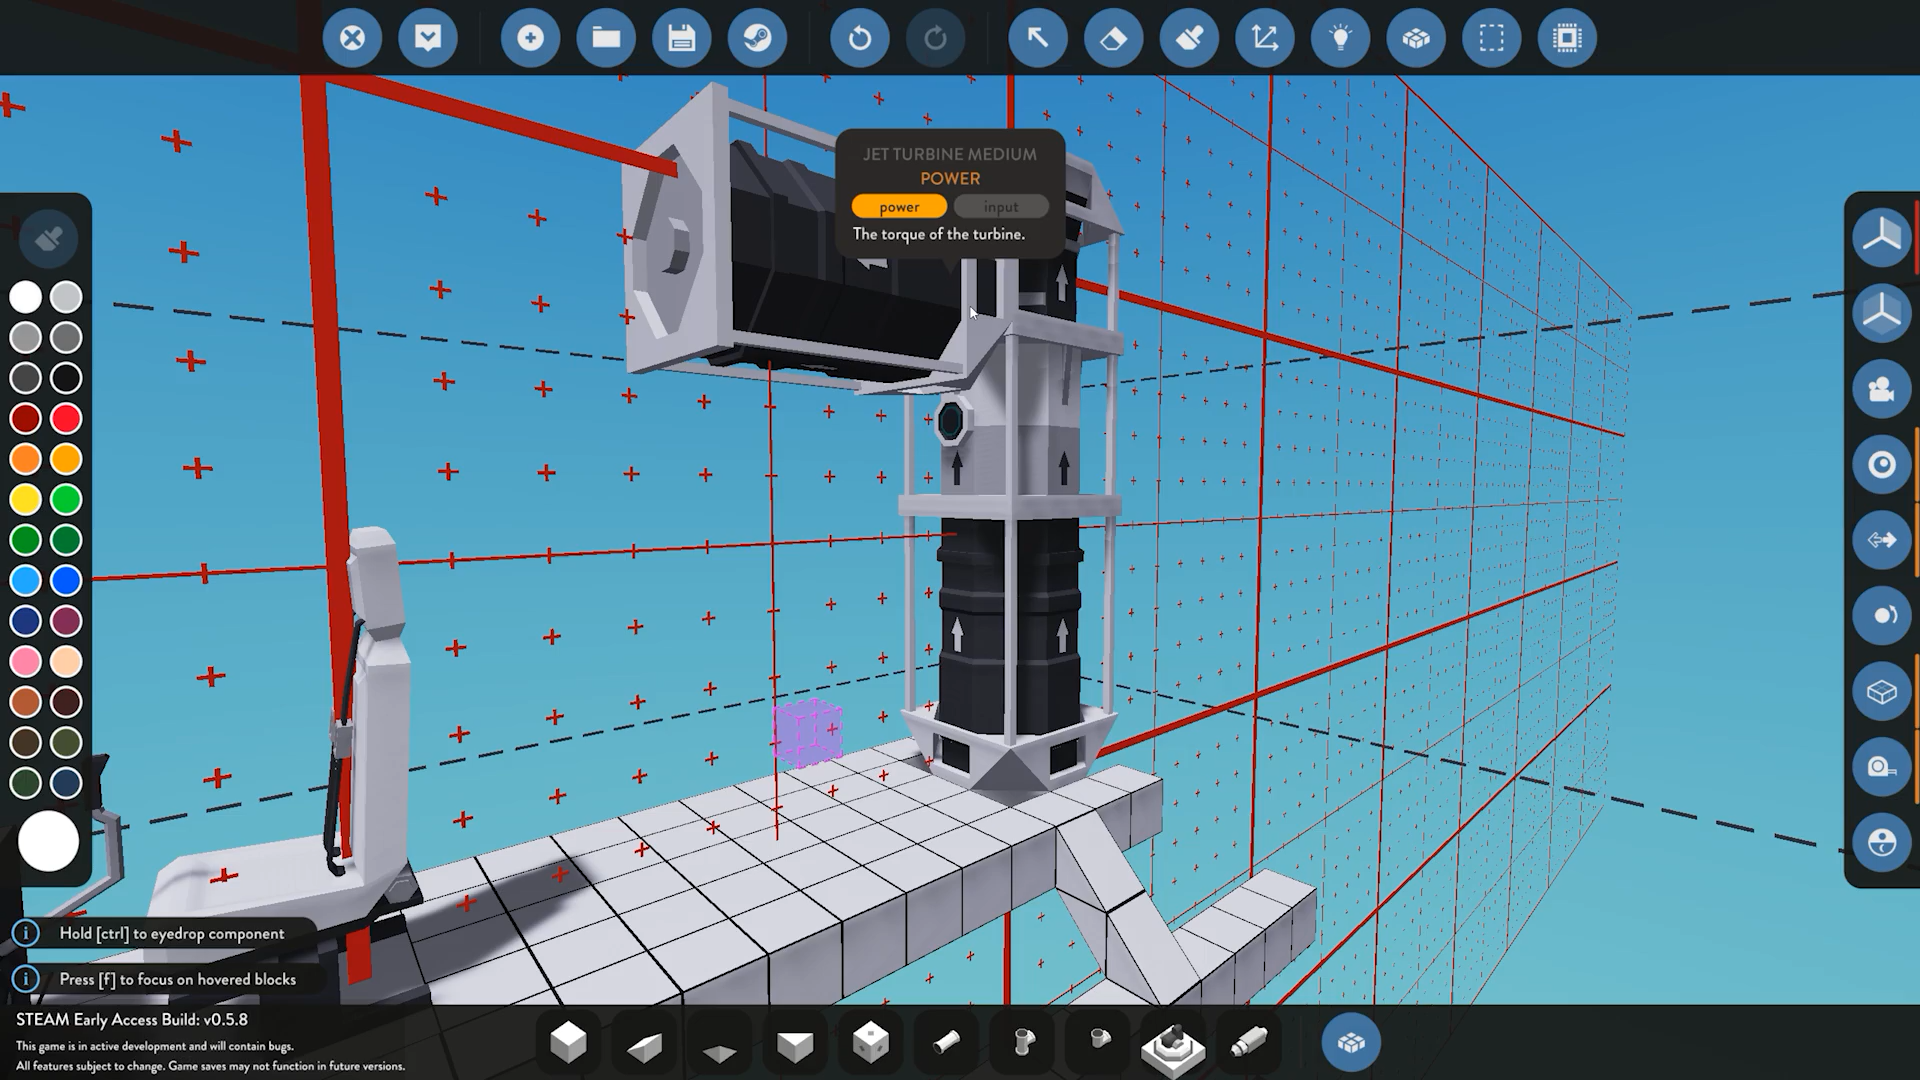 JET TURBINE MEDIUM
POWER
power input
The torque of the turbine.
Hold [ctrl] to eyedrop component
Press [f] to focus on hovered blocks
STEAM Early Access Build: v0.5.8
This game is in active development and will contain bugs.
All features subject to change. Game saves may not function in future versions.